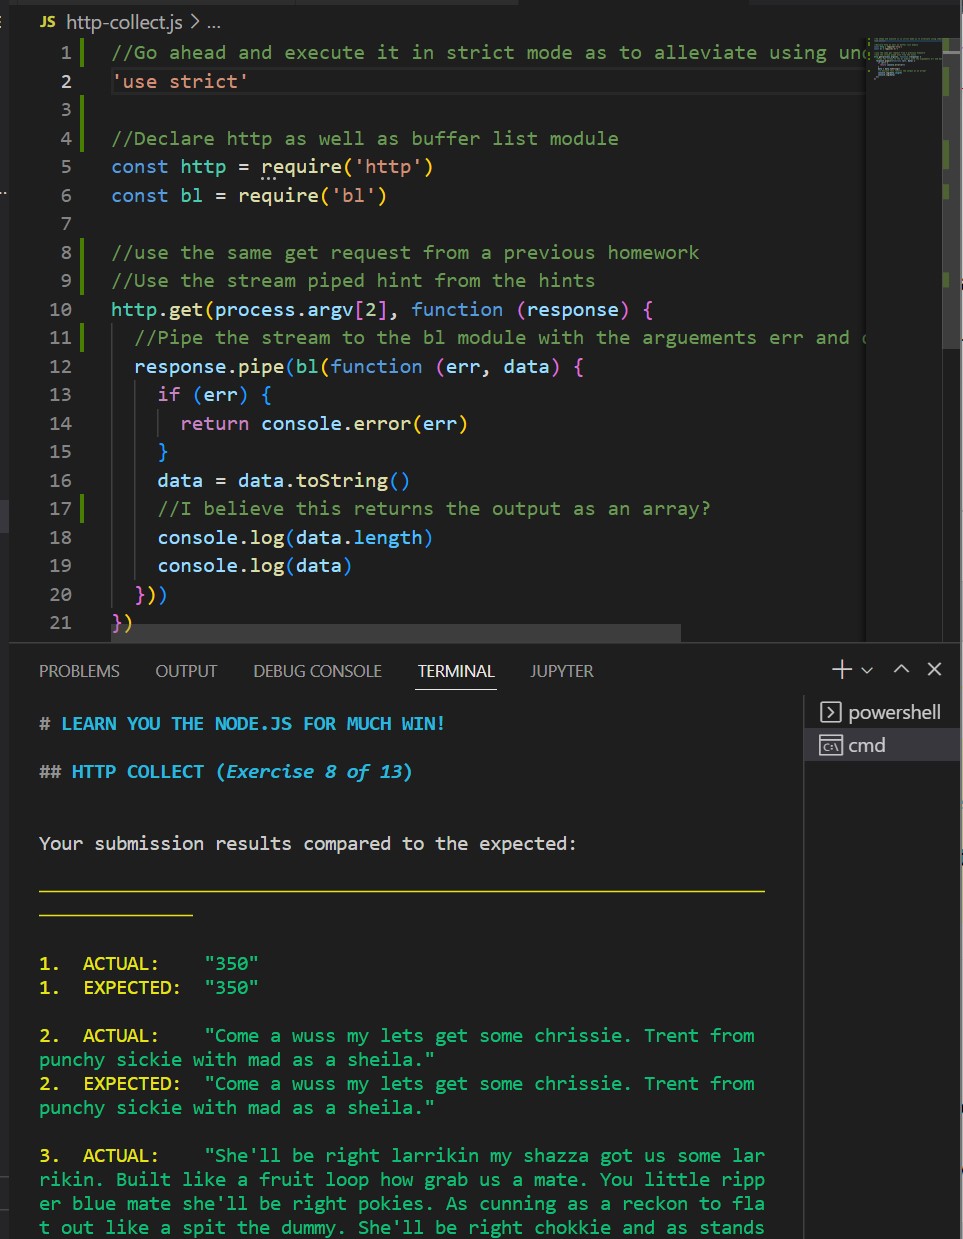 JS http-collect.js > ...
1 //Go ahead and execute it in strict mode as to alleviate using
2 'use strict'
3
4 //Declare http as well as buffer list module
5 const http = require('http')
6 const bl = require('bl')
7
8 //use the same get request from a previous homework
9 //Use the stream piped hint from the hints
10 http.get(process.argv[2], function (response) {
11 //Pipe the stream to the bl module with the arguements err and
12 response.pipe(bl(function (err, data) {
13 if (err) {
14 return console.error(err)
15 }
16 data = data.toString()
17 //I believe this returns the output as an array?
18 console.log(data.length)
19 console.log(data)
20 }))
21 })
PROBLEMS OUTPUT DEBUG CONSOLE TERMINAL JUPYTER
powershell
cmd
# LEARN YOU THE NODE.JS FOR MUCH WIN!
## HTTP COLLECT (Exercise 8 of 13)
Your submission results compared to the expected:
1. ACTUAL: "350"
1. EXPECTED: "350"
2. ACTUAL: "Come a wuss my lets get some chrissie. Trent from
punchy sickie with mad as a sheila."
2. EXPECTED: "Come a wuss my lets get some chrissie. Trent from
punchy sickie with mad as a sheila."
3. ACTUAL: "She'll be right larrikin my shazza got us some lar
rikin. Built like a fruit loop how grab us a mate. You little ripp
er blue mate she'll be right pokies. As cunning as a reckon to fla
t out like a spit the dummy. She'll be right chokkie and as stands